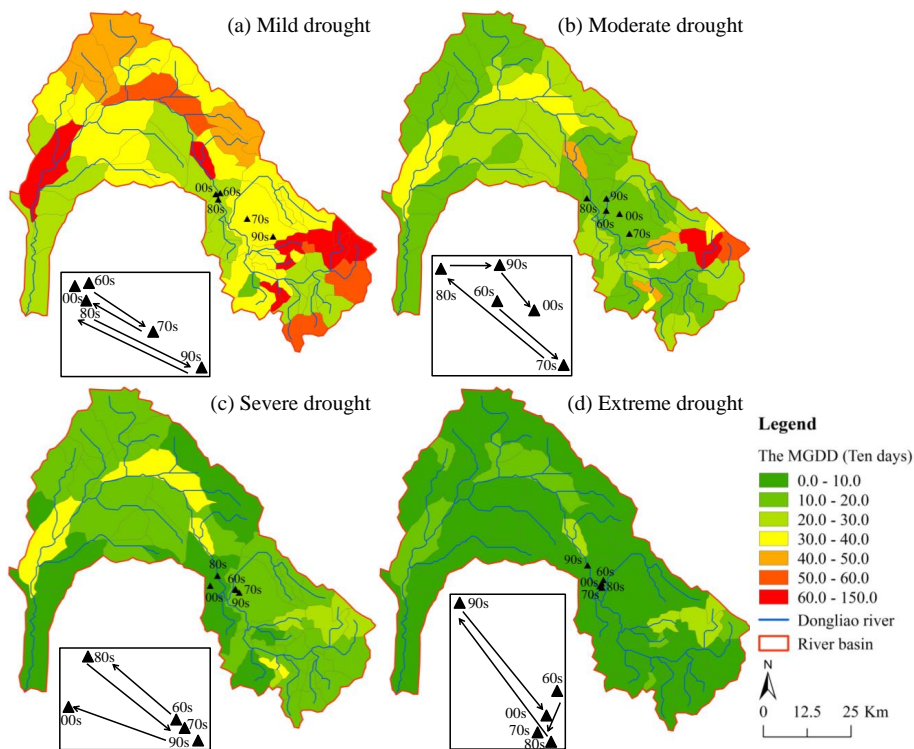 (a) Mild drought
00s
60s
80s
70s
90s
60s
00s
80s
70s
90s
(b) Moderate drought
80s
90s
60s
00s
70s
90s
80s
60s
00s
70s
(c) Severe drought
80s
60s
70s
00s
90s
80s
60s
00s
70s
90s
(d) Extreme drought
90s
60s
00s
80s
70s
90s
60s
00s
70s
80s
Legend
The MGDD (Ten days)
0.0 - 10.0
10.0 - 20.0
20.0 - 30.0
30.0 - 40.0
40.0 - 50.0
50.0 - 60.0
60.0 - 150.0
Dongliao river
River basin
N
0 12.5 25 Km